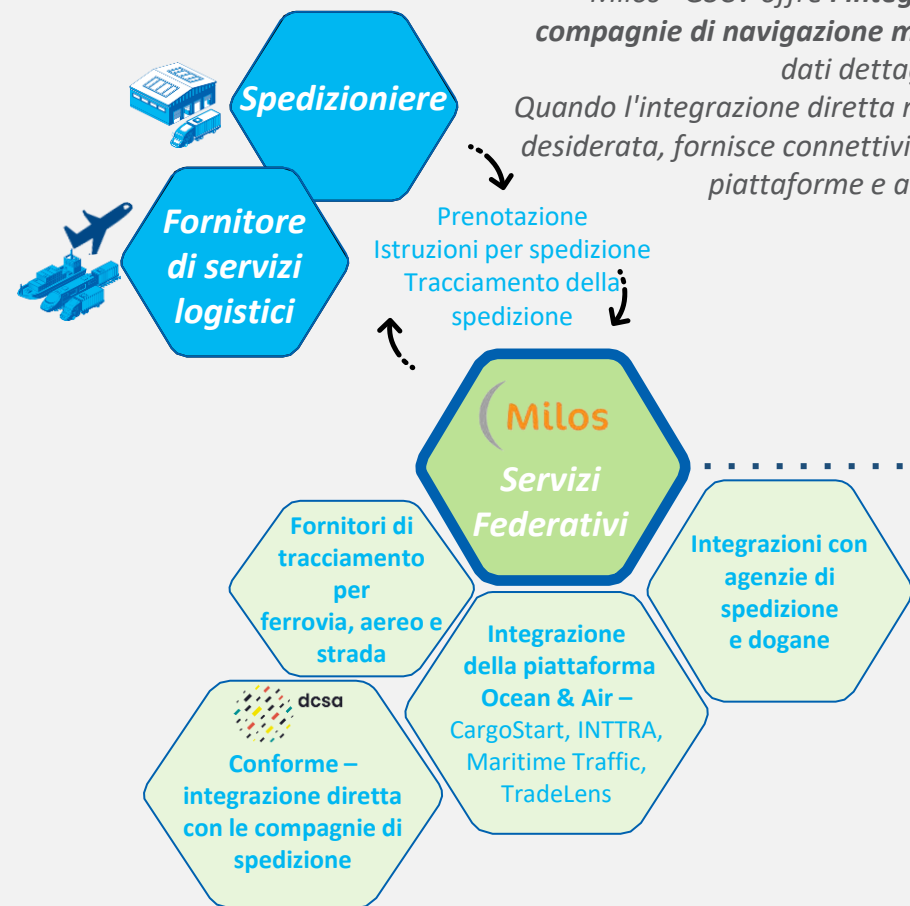 offre l'integ
compagnie di navigazione m
dati detta
Quando l'integrazione diretta
desiderata, fornisce connettivi
piattaforme e a
Spedizioniere
Fornitore
di servizi
logistici
Prenotazione
Istruzioni per spedizione
Tracciamento della
spedizione
Milos
Servizi
Federativi
Fornitori di
tracciamento
per
ferrovia, aereo e
strada
Integrazione
della piattaforma
Ocean & Air –
CargoStart, INTTRA,
Maritime Traffic,
TradeLens
Integrazioni con
agenzie di
spedizione
e dogane
dcsa
Conforme –
integrazione diretta
con le compagnie di
spedizione